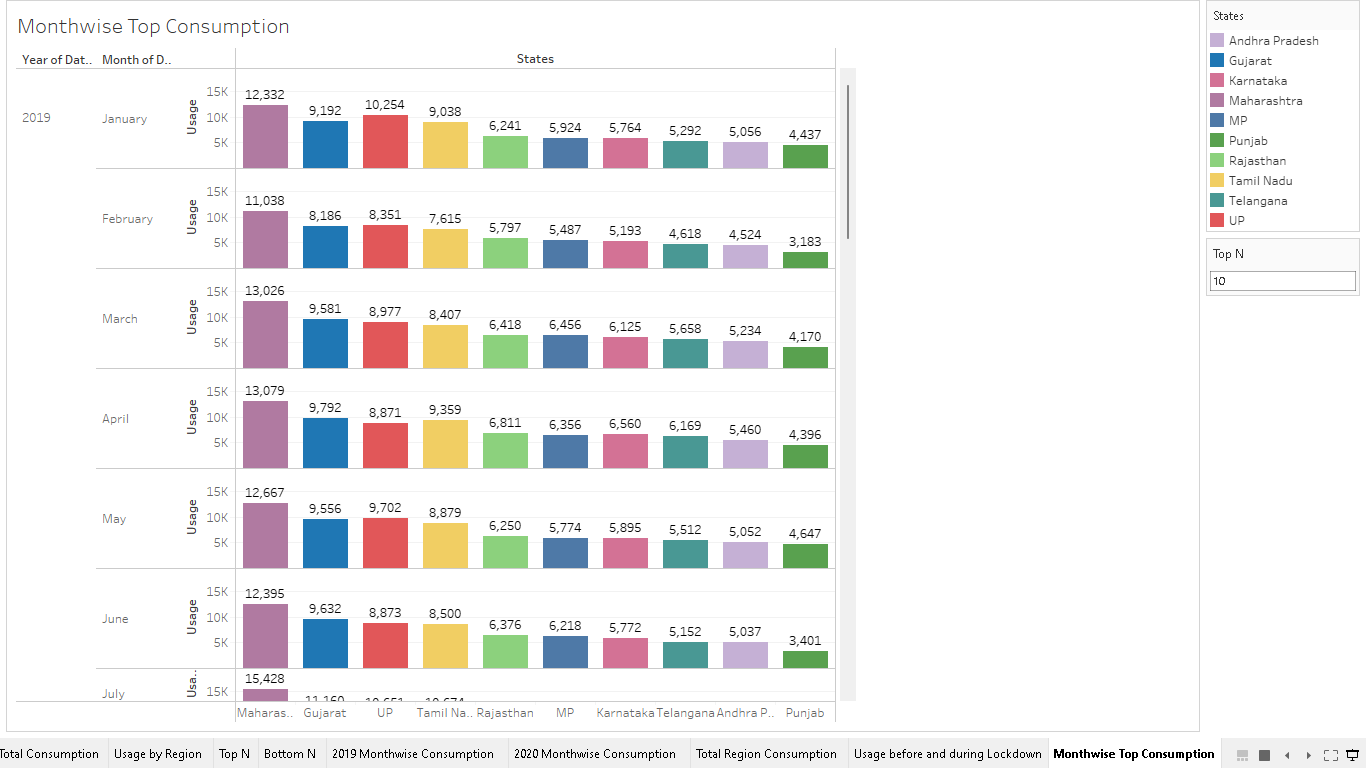 Monthwise Top Consumption
Year of Dat.. Month of D.. States
2019 January Usage 15K 10K 5K
12,332 9,192 10,254 9,038 6,241 5,924 5,764 5,292 5,056 4,437
February Usage 15K 10K 5K
11,038 8,186 8,351 7,615 5,797 5,487 5,193 4,618 4,524 3,183
March Usage 15K 10K 5K
13,026 9,581 8,977 8,407 6,418 6,456 6,125 5,658 5,234 4,170
April Usage 15K 10K 5K
13,079 9,792 8,871 9,359 6,811 6,356 6,560 6,169 5,460 4,396
May Usage 15K 10K 5K
12,667 9,556 9,702 8,879 6,250 5,774 5,895 5,512 5,052 4,647
June Usage 15K 10K 5K
12,395 9,632 8,873 8,500 6,376 6,218 5,772 5,152 5,037 3,401
July Usa.. 15K
15,428
Maharas.. Gujarat UP Tamil Na.. Rajasthan MP Karnataka Telangana Andhra P.. Punjab
States
Andhra Pradesh
Gujarat
Karnataka
Maharashtra
MP
Punjab
Rajasthan
Tamil Nadu
Telangana
UP
Top N
10
Total Consumption Usage by Region Top N Bottom N 2019 Monthwise Consumption 2020 Monthwise Consumption Total Region Consumption Usage before and during Lockdown Monthwise Top Consumption